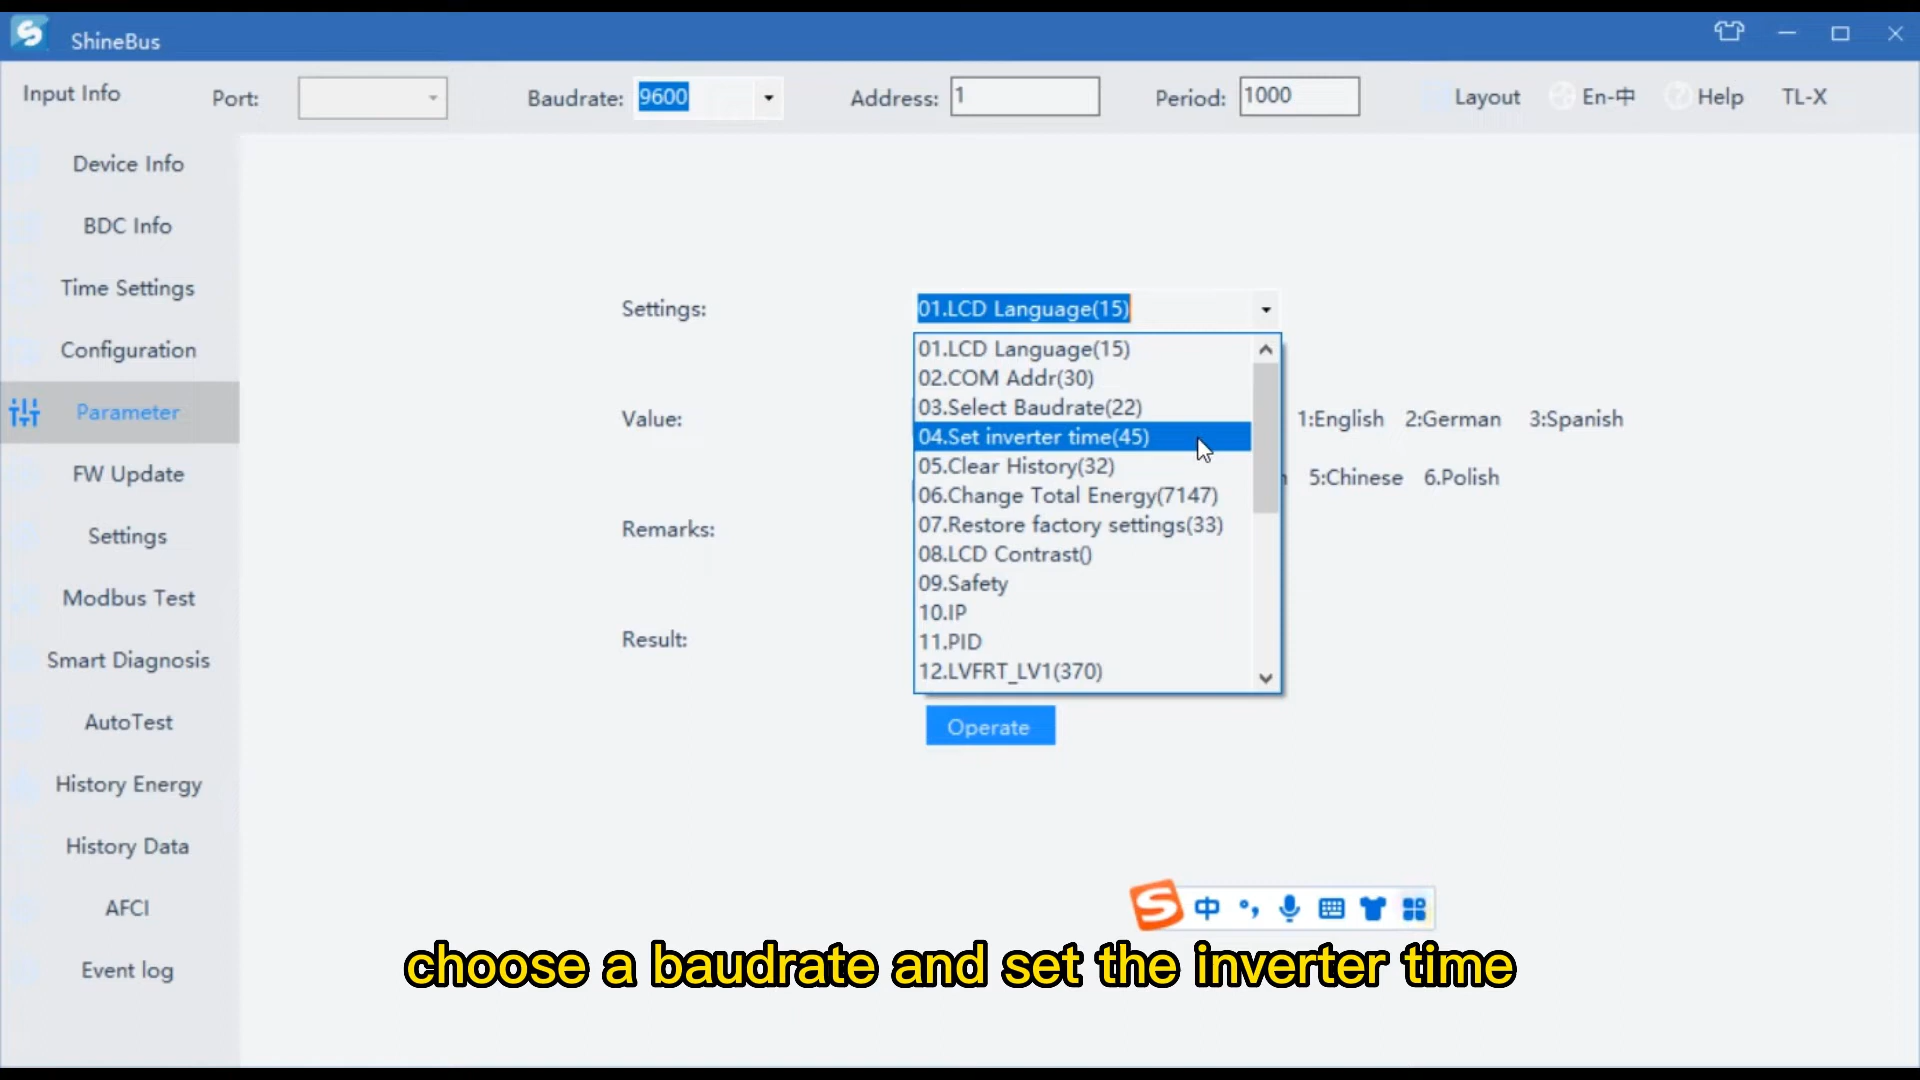 ShineBus
Input Info Port: Baudrate: 9600 Address: 1 Period: 1000 Layout En-中 Help TL-X
Device Info
BDC Info
Time Settings
Configuration
Parameter
FW Update
Settings
Modbus Test
Smart Diagnosis
AutoTest
History Energy
History Data
AFCI
Event log
Settings: 01.LCD Language(15)
01.LCD Language(15)
02.COM Addr(30)
03.Select Baudrate(22)
04.Set inverter time(45)
05.Clear History(32)
06.Change Total Energy(7147)
07.Restore factory settings(33)
08.LCD Contrast()
09.Safety
10.IP
11.PID
12.LVFRT_LV1(370)
Value: 1:English 2:German 3:Spanish
5:Chinese 6.Polish
Remarks:
Result:
Operate
中
choose a baudrate and set the inverter time